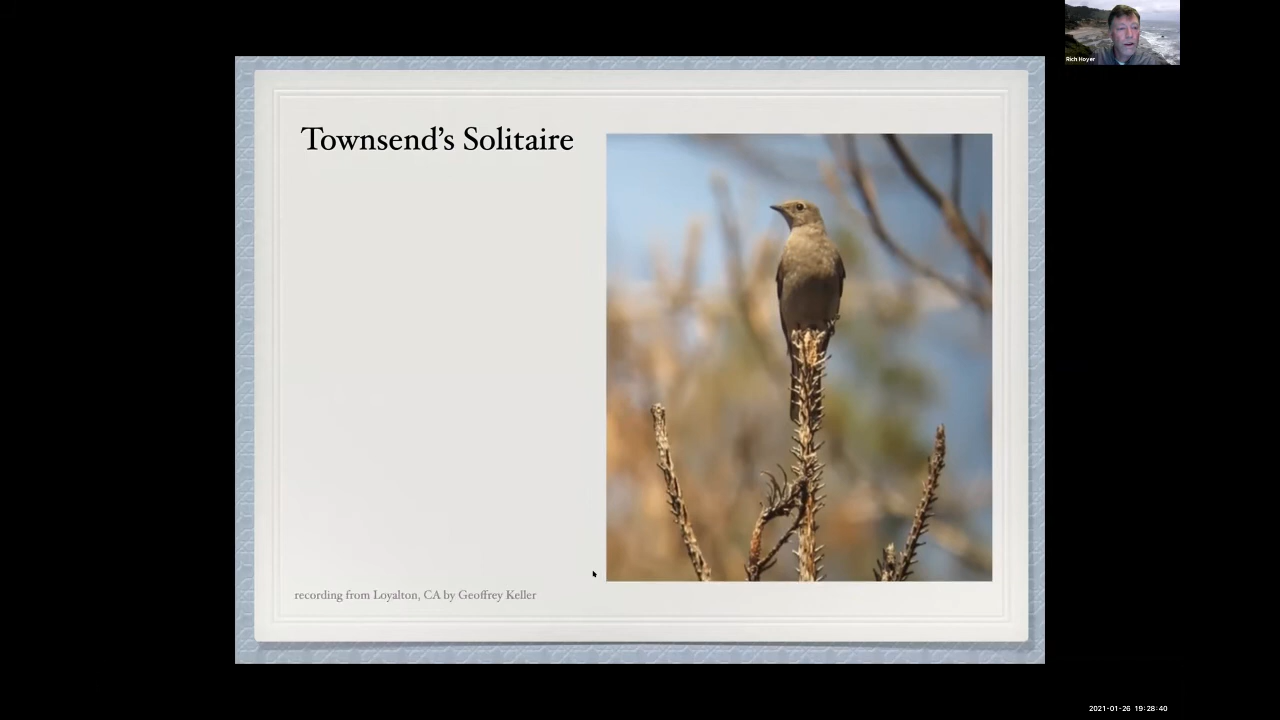 Rich Hoyer
Townsend's Solitaire
recording from Loyalton, CA by Geoffrey Keller
2021-01-26 19:28:40